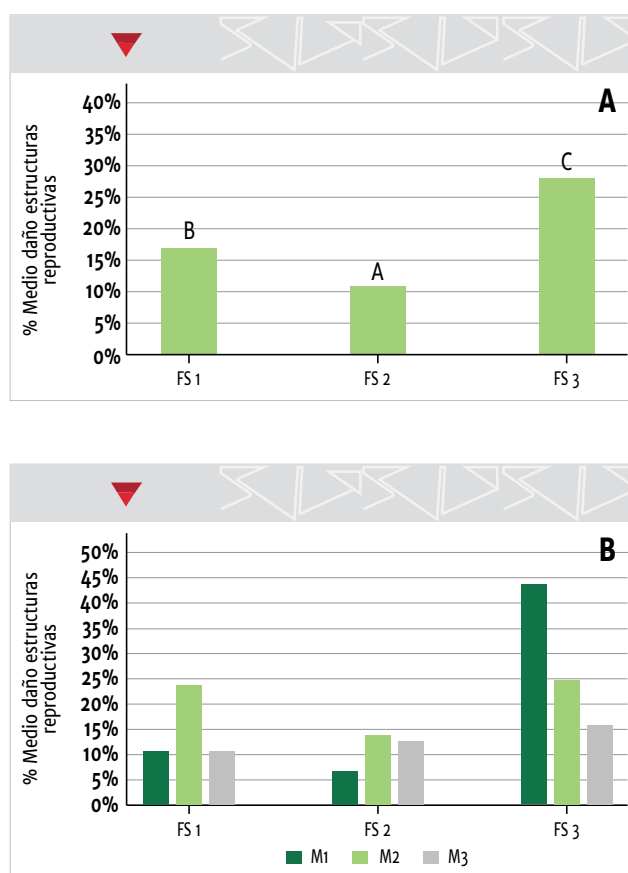 A
40%
35%
30%
25%
20%
15%
10%
5%
0%
% Medio daño estructuras
reproductivas
B
A
C
FS 1
FS 2
FS 3
B
50%
45%
40%
35%
30%
25%
20%
15%
10%
5%
0%
% Medio daño estructuras
reproductivas
FS 1
FS 2
FS 3
M1
M2
M3